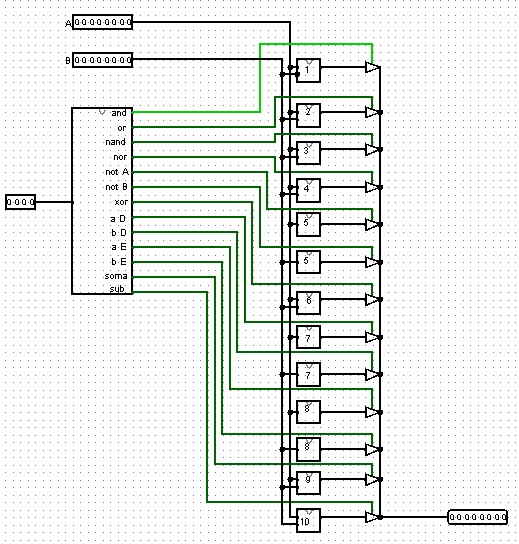 A 00000000
B 00000000
and
or
nand
nor
not A
not B
xor
a D
b D
a E
b E
soma
sub
0000
1
2
3
4
5
5
6
7
7
8
8
9
10
00000000